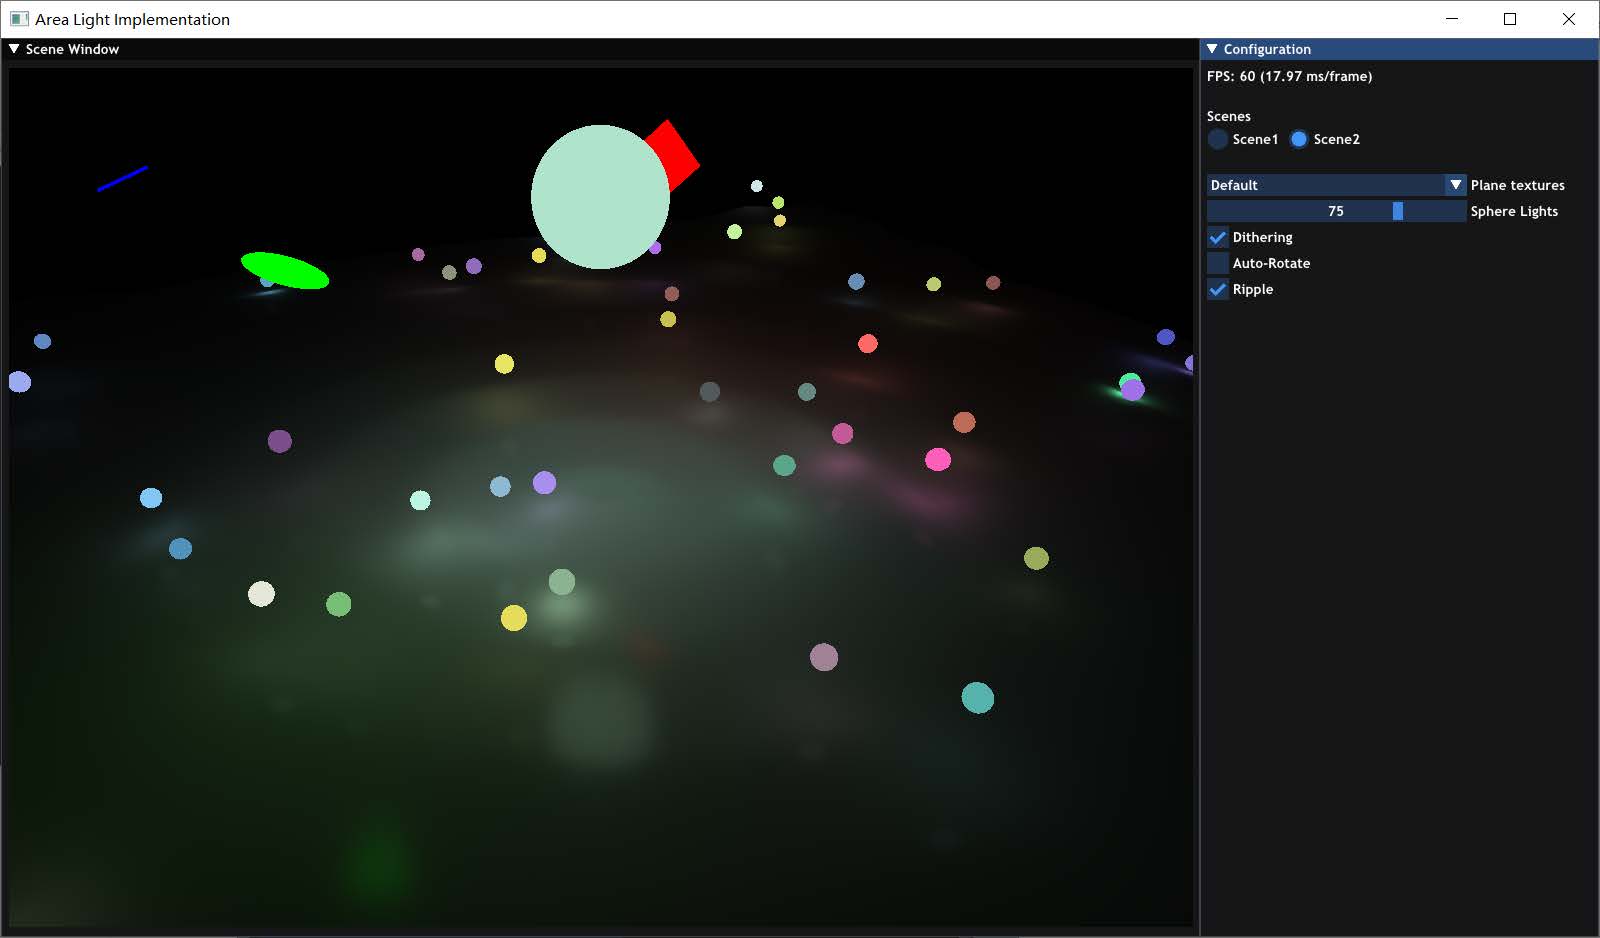 Area Light Implementation
Scene Window
Configuration
FPS: 60 (17.97 ms/frame)
Scenes
Scene1 Scene2
Default Plane textures
75 Sphere Lights
Dithering
Auto-Rotate
Ripple